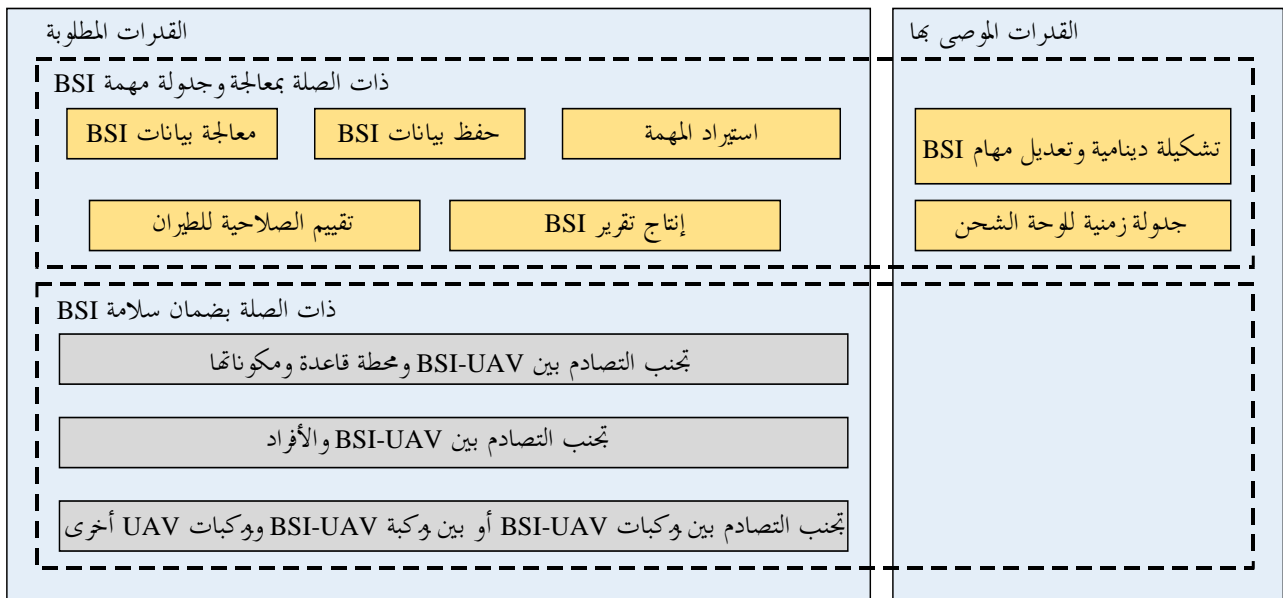 القدرات المطلوبة
القدرات الموصى بها
ذات الصلة بمعالجة وجدولة مهمة BSI
استيراد المهمة
حفظ بيانات BSI
معالجة بيانات BSI
تشكيلة دينامية وتعديل مهام BSI
إنتاج تقرير BSI
تقييم الصلاحية للطيران
جدولة زمنية للوحة الشحن
ذات الصلة بضمان سلامة BSI
تجنب التصادم بين BSI-UAV ومحطة قاعدة ومكوناتها
تجنب التصادم بين BSI-UAV والأفراد
تجنب التصادم بين مركبات BSI-UAV أو بين مركبة BSI-UAV ومركبات UAV أخرى